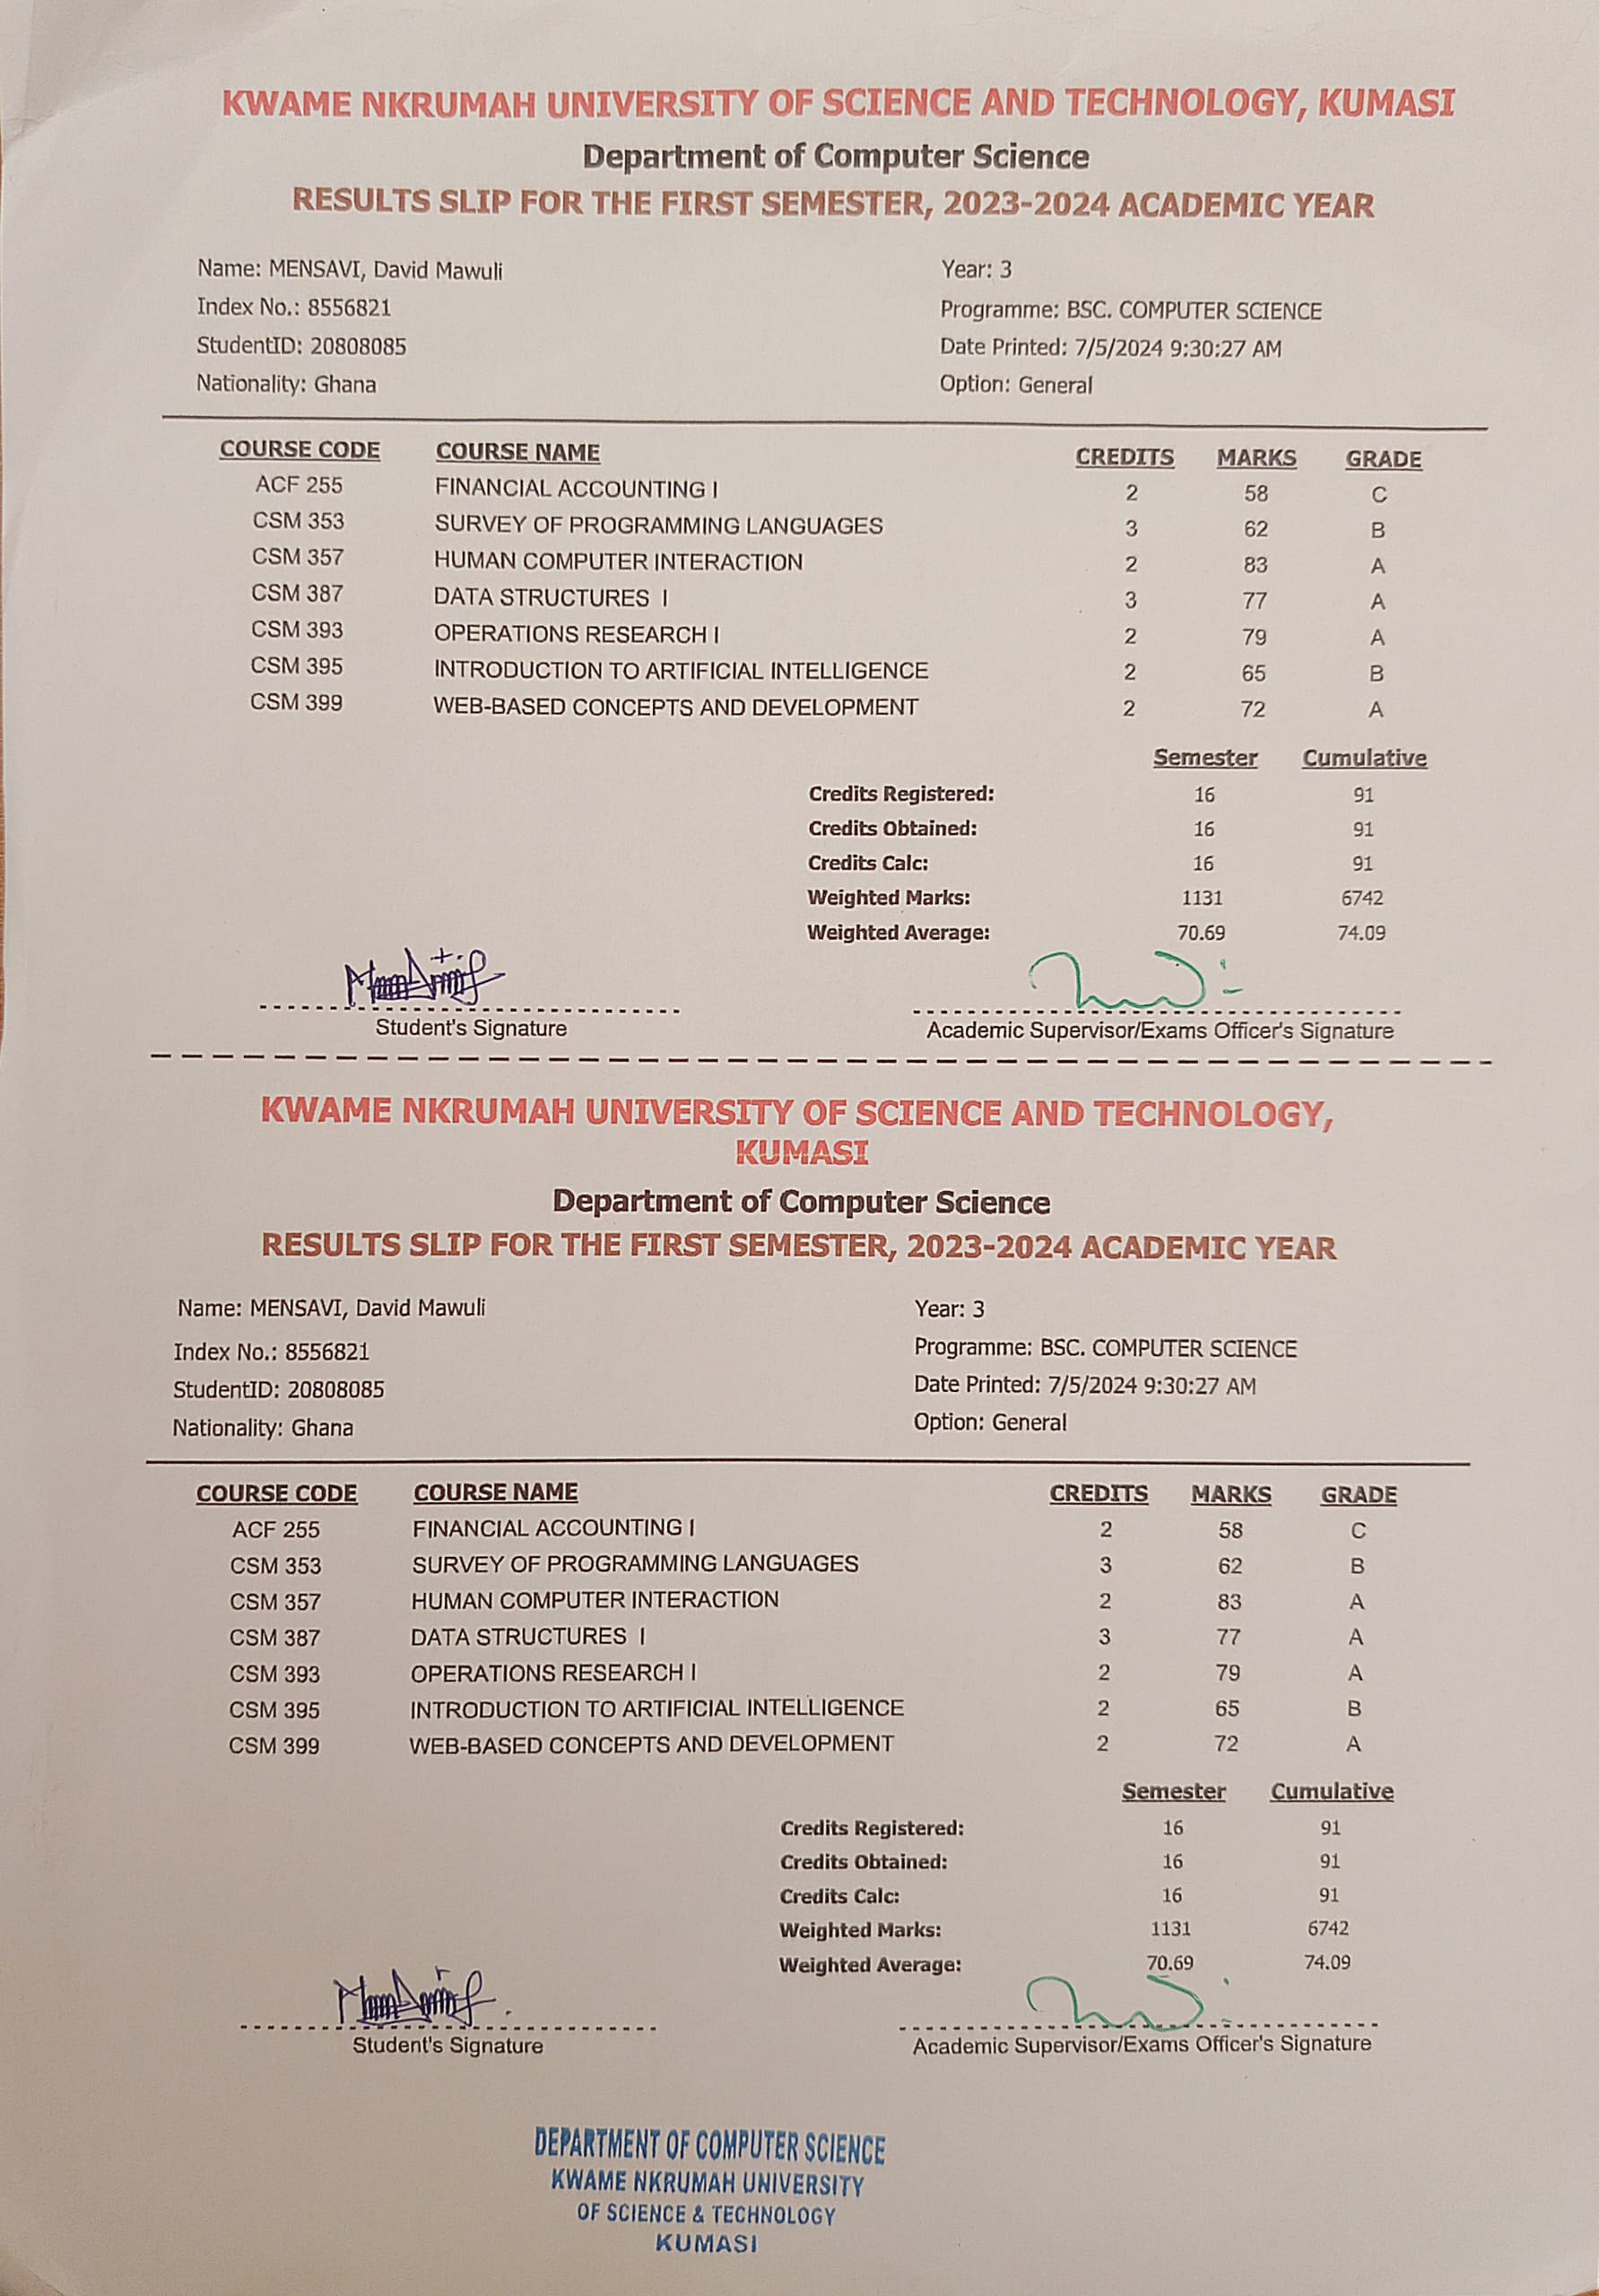 KWAME NKRUMAH UNIVERSITY OF SCIENCE AND TECHNOLOGY, KUMASI
Department of Computer Science
RESULTS SLIP FOR THE FIRST SEMESTER, 2023-2024 ACADEMIC YEAR
Name: MENSAVI, David Mawuli Year: 3
Index No.: 8556821 Programme: BSC. COMPUTER SCIENCE
StudentID: 20808085 Date Printed: 7/5/2024 9:30:27 AM
Nationality: Ghana Option: General
COURSE CODE COURSE NAME CREDITS MARKS GRADE
ACF 255 FINANCIAL ACCOUNTING I 2 58 C
CSM 353 SURVEY OF PROGRAMMING LANGUAGES 3 62 B
CSM 357 HUMAN COMPUTER INTERACTION 2 83 A
CSM 387 DATA STRUCTURES I 3 77 A
CSM 393 OPERATIONS RESEARCH I 2 79 A
CSM 395 INTRODUCTION TO ARTIFICIAL INTELLIGENCE 2 65 B
CSM 399 WEB-BASED CONCEPTS AND DEVELOPMENT 2 72 A
Semester Cumulative
Credits Registered: 16 91
Credits Obtained: 16 91
Credits Calc: 16 91
Weighted Marks: 1131 6742
Weighted Average: 70.69 74.09
Student's Signature Academic Supervisor/Exams Officer's Signature
KWAME NKRUMAH UNIVERSITY OF SCIENCE AND TECHNOLOGY,
KUMASI
Department of Computer Science
RESULTS SLIP FOR THE FIRST SEMESTER, 2023-2024 ACADEMIC YEAR
Name: MENSAVI, David Mawuli Year: 3
Index No.: 8556821 Programme: BSC. COMPUTER SCIENCE
StudentID: 20808085 Date Printed: 7/5/2024 9:30:27 AM
Nationality: Ghana Option: General
COURSE CODE COURSE NAME CREDITS MARKS GRADE
ACF 255 FINANCIAL ACCOUNTING I 2 58 C
CSM 353 SURVEY OF PROGRAMMING LANGUAGES 3 62 B
CSM 357 HUMAN COMPUTER INTERACTION 2 83 A
CSM 387 DATA STRUCTURES I 3 77 A
CSM 393 OPERATIONS RESEARCH I 2 79 A
CSM 395 INTRODUCTION TO ARTIFICIAL INTELLIGENCE 2 65 B
CSM 399 WEB-BASED CONCEPTS AND DEVELOPMENT 2 72 A
Semester Cumulative
Credits Registered: 16 91
Credits Obtained: 16 91
Credits Calc: 16 91
Weighted Marks: 1131 6742
Weighted Average: 70.69 74.09
Student's Signature Academic Supervisor/Exams Officer's Signature
DEPARTMENT OF COMPUTER SCIENCE
KWAME NKRUMAH UNIVERSITY
OF SCIENCE & TECHNOLOGY
KUMASI